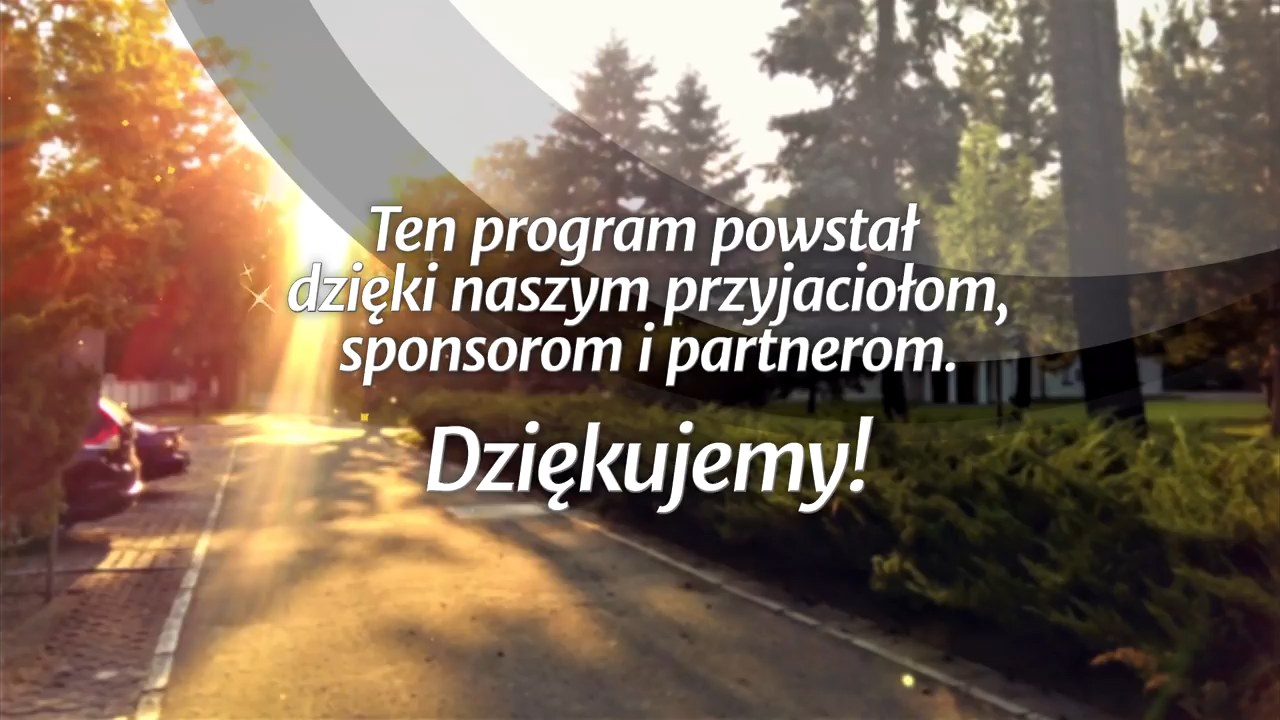 Ten program powstał
dzięki naszym przyjaciołom,
sponsorom i partnerom.
Dziękujemy!